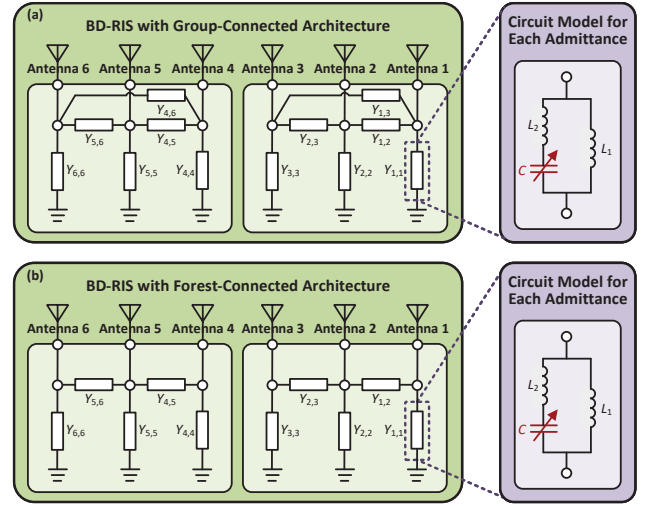 (a)
BD-RIS with Group-Connected Architecture
Antenna 6 Antenna 5 Antenna 4 Antenna 3 Antenna 2 Antenna 1
Y4,6 Y1,3
Y5,6 Y4,5 Y2,3 Y1,2
Y6,6 Y5,5 Y4,4 Y3,3 Y2,2 Y1,1
Circuit Model for
Each Admittance
L2
L1
C
(b)
BD-RIS with Forest-Connected Architecture
Antenna 6 Antenna 5 Antenna 4 Antenna 3 Antenna 2 Antenna 1
Y5,6 Y4,5 Y2,3 Y1,2
Y6,6 Y5,5 Y4,4 Y3,3 Y2,2 Y1,1
Circuit Model for
Each Admittance
L2
L1
C